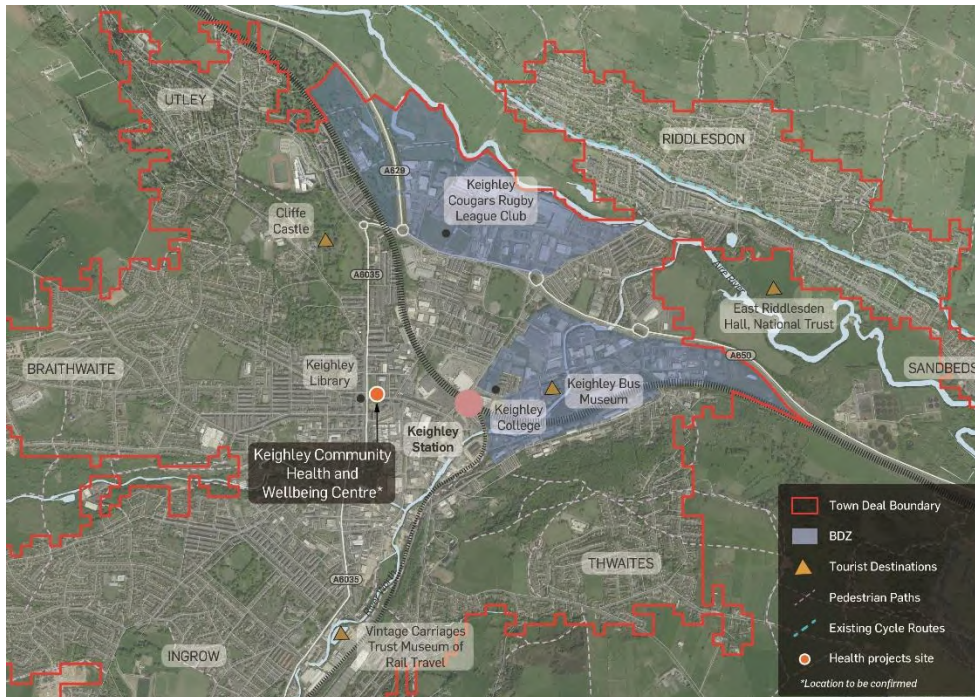 UTLEY
RIDDLESDON
A629
Keighley
Cougars Rugby
League Club
Cliffe
Castle
A6035
Aire River
East Riddlesden
Hall, National Trust
A650
SANDBEDS
BRAITHWAITE
Keighley
Library
Keighley Bus
Museum
Keighley
College
Keighley
Station
Keighley Community
Health and
Wellbeing Centre*
THWAITES
A6035
Vintage Carriages
Trust Museum of
Rail Travel
INGROW
Town Deal Boundary
BDZ
Tourist Destinations
Pedestrian Paths
Existing Cycle Routes
Health projects site
*Location to be confirmed